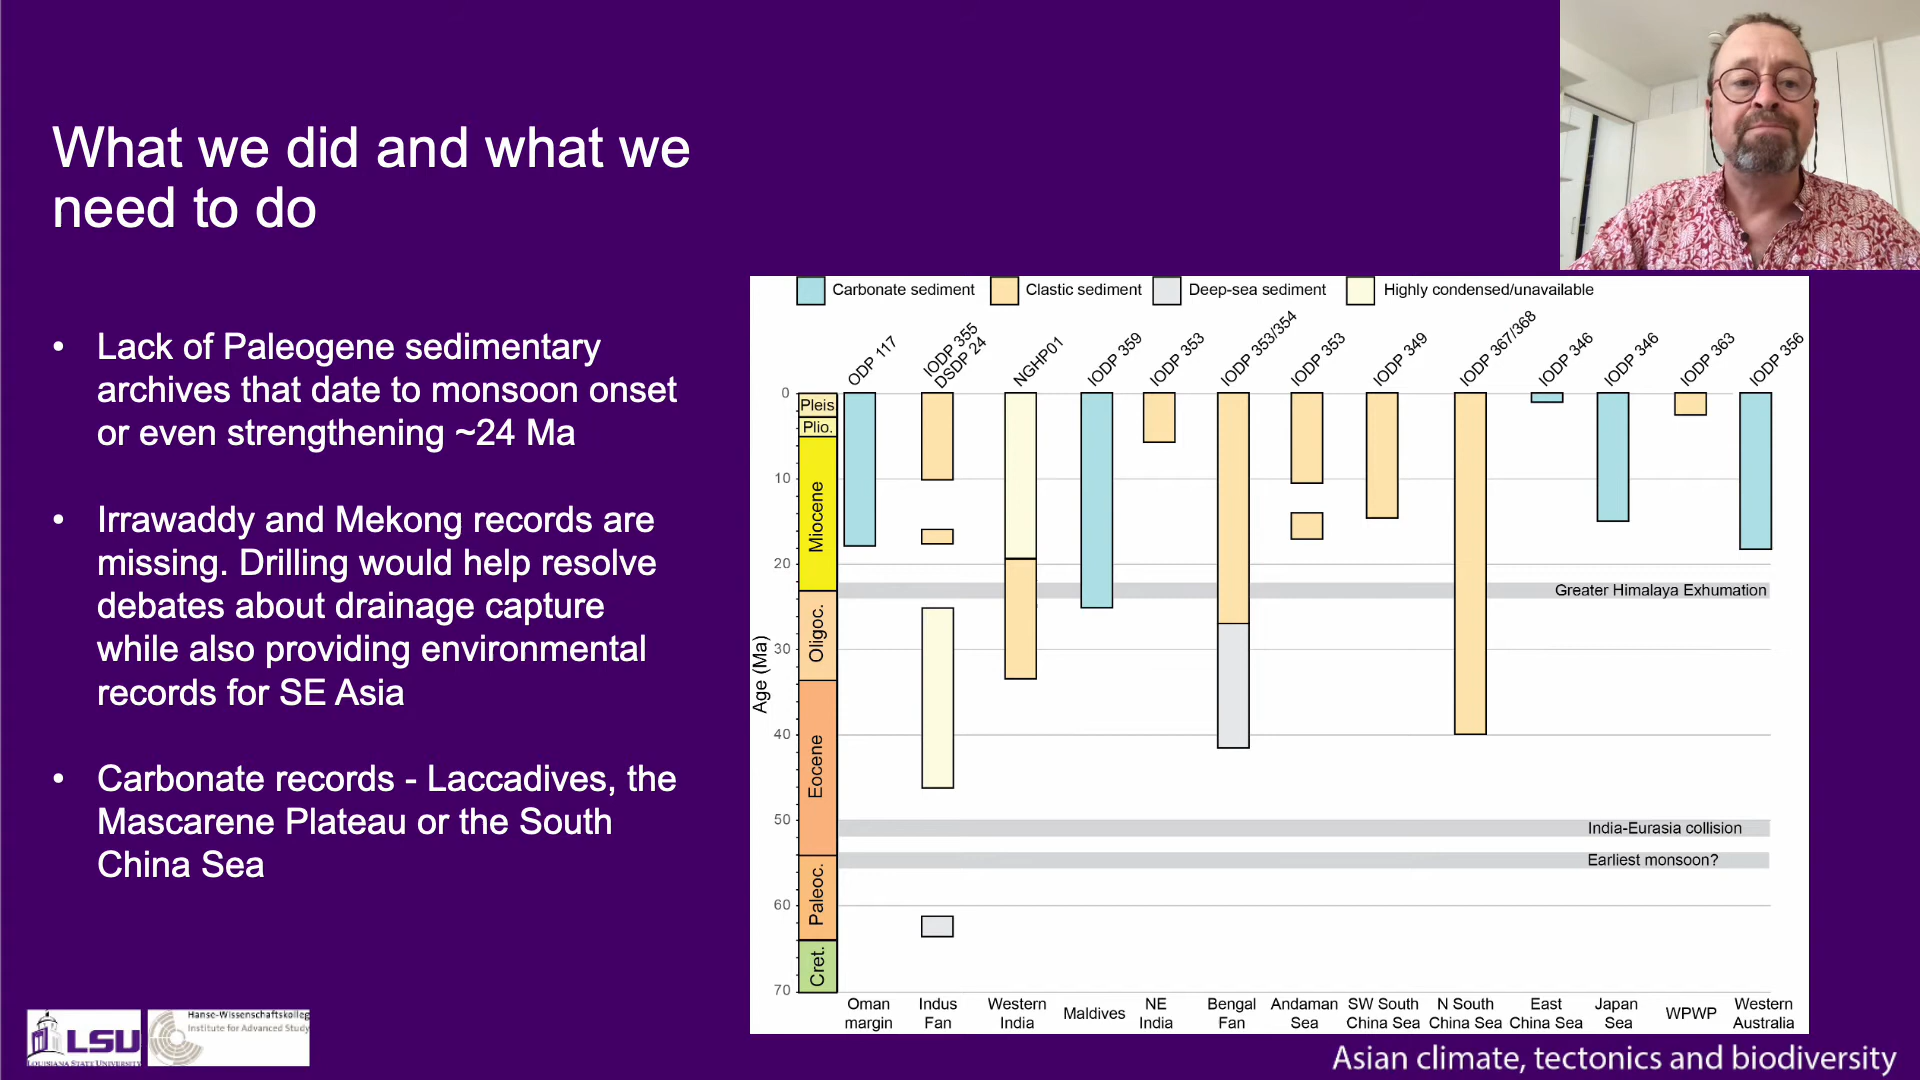 What we did and what we
need to do
• Lack of Paleogene sedimentary
archives that date to monsoon onset
or even strengthening ~24 Ma
• Irrawaddy and Mekong records are
missing. Drilling would help resolve
debates about drainage capture
while also providing environmental
records for SE Asia
• Carbonate records - Laccadives, the
Mascarene Plateau or the South
China Sea
Carbonate sediment
Clastic sediment
Deep-sea sediment
Highly condensed/unavailable
ODP 117
IODP 355
DSDP 24
NGHP01
IODP 359
IODP 353
IODP 353/354
IODP 353
IODP 349
IODP 367/368
IODP 346
IODP 346
IODP 363
IODP 356
Age (Ma)
0
10
20
30
40
50
60
70
Pleis
Plio.
Miocene
Oligoc.
Eocene
Paleoc.
Cret.
Greater Himalaya Exhumation
India-Eurasia collision
Earliest monsoon?
Oman
margin
Indus
Fan
Western
India
Maldives
NE
India
Bengal
Fan
Andaman
Sea
SW South
China Sea
N South
China Sea
East
China Sea
Japan
Sea
WPWP
Western
Australia
LSU
LOUISIANA STATE UNIVERSITY
Hanse-Wissenschaftskolleg
Institute for Advanced Study
Asian climate, tectonics and biodiversity